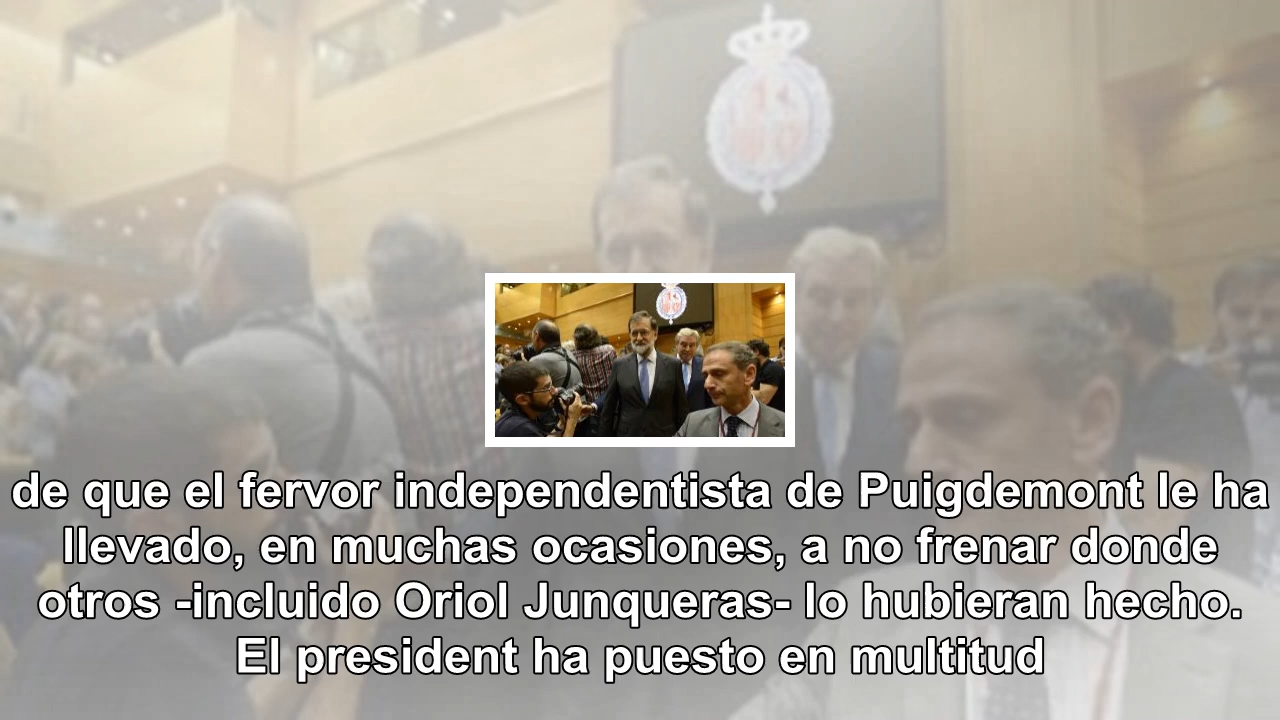 de que el fervor independentista de Puigdemont le ha
llevado, en muchas ocasiones, a no frenar donde
otros -incluido Oriol Junqueras- lo hubieran hecho.
El president ha puesto en multitud